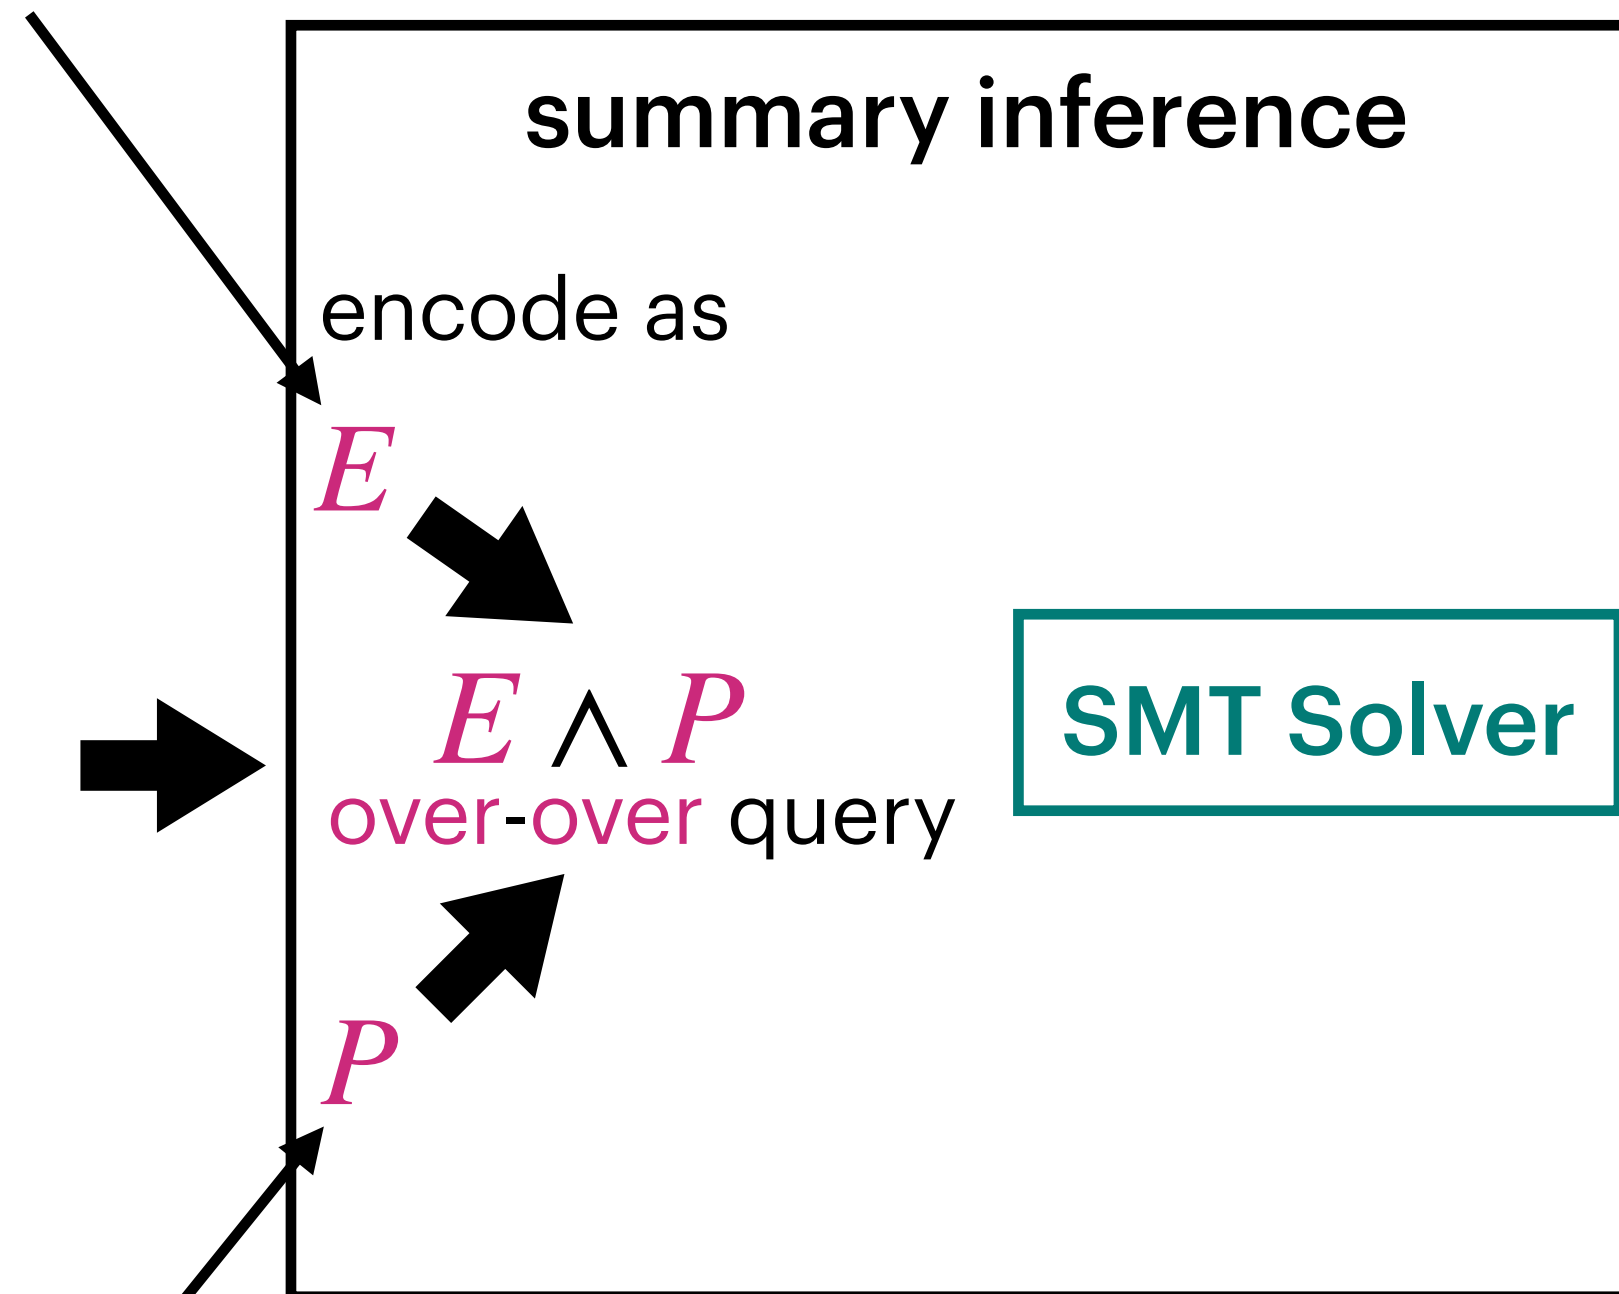 summary inference
encode as
E
E ∧ P
over-over query
SMT Solver
P